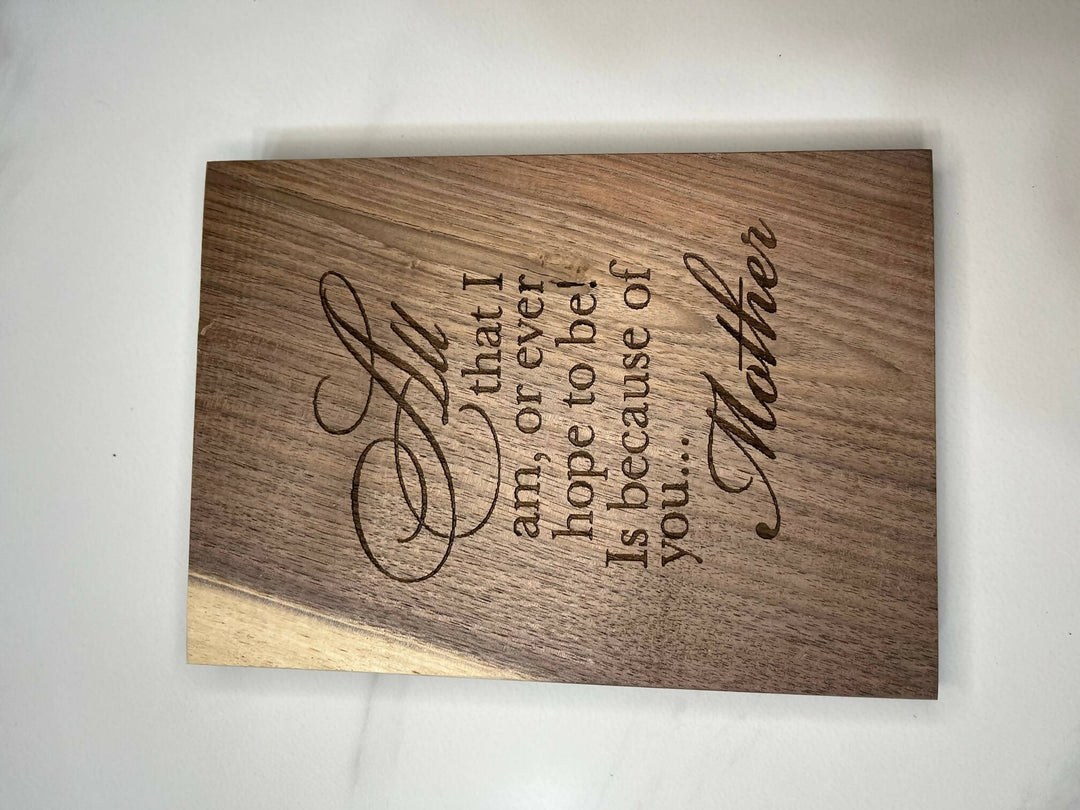 All
that I
am, or ever
hope to be!
Is because of
you....
Mother